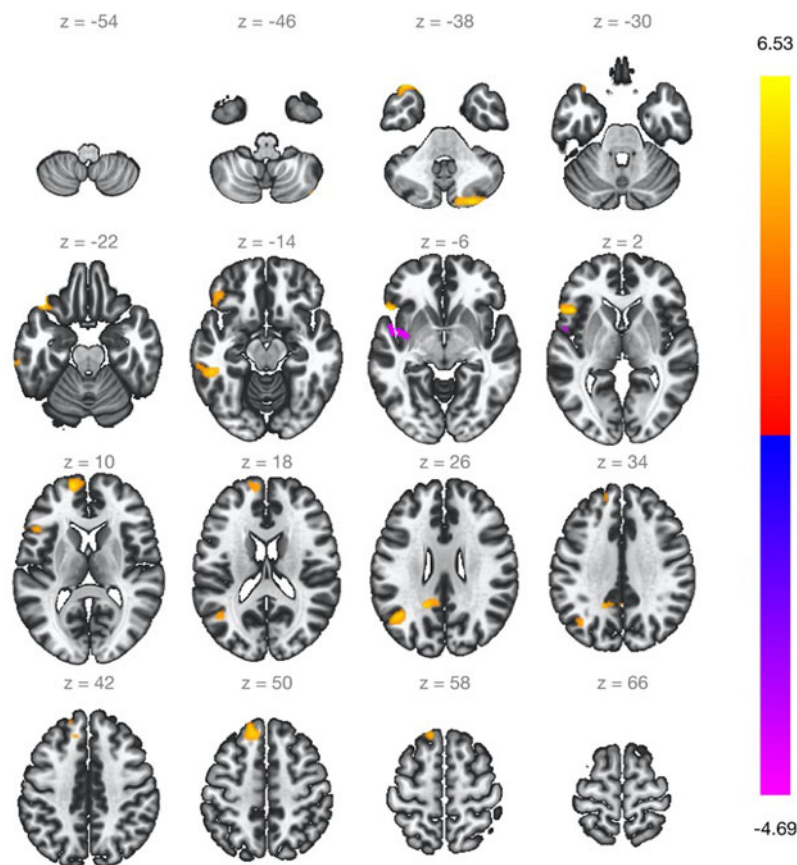 z = -54 z = -46 z = -38 z = -30
6.53
z = -22 z = -14 z = -6 z = 2
z = 10 z = 18 z = 26 z = 34
z = 42 z = 50 z = 58 z = 66
-4.69